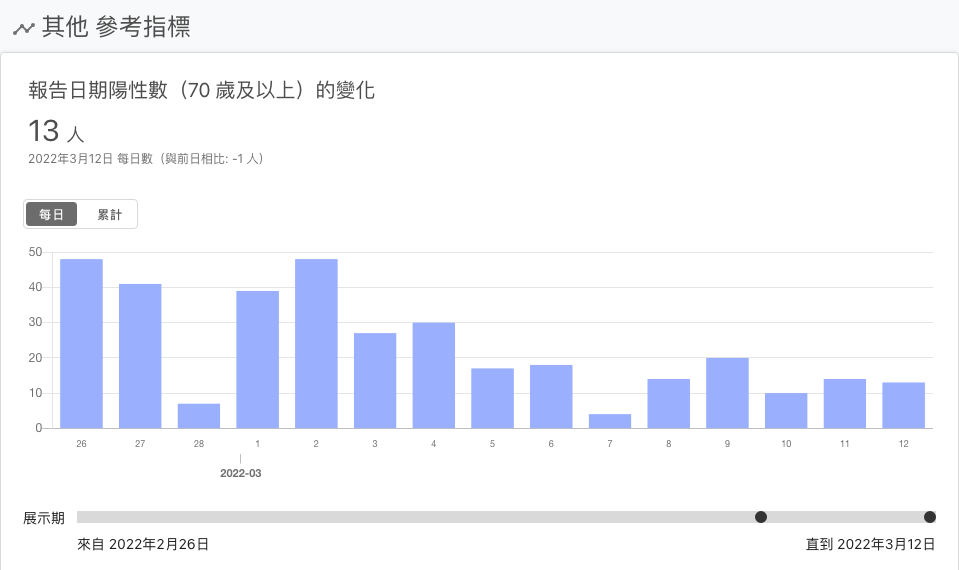 其他 參考指標
報告日期陽性數（70 歲及以上）的變化
13 人
2022年3月12日 每日數（與前日相比: -1 人）
每日 累計
50
40
30
20
10
0
26 27 28 1 2 3 4 5 6 7 8 9 10 11 12
2022-03
展示期
來自 2022年2月26日 直到 2022年3月12日